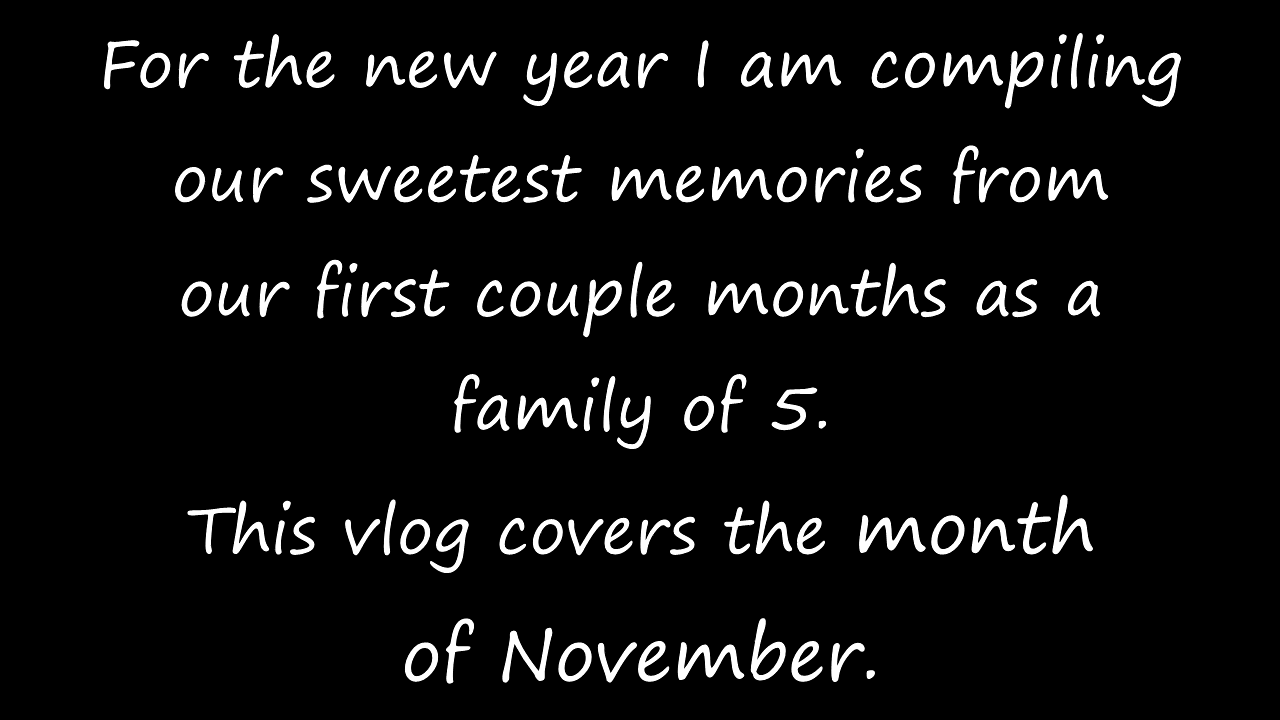 For the new year I am compiling
our sweetest memories from
our first couple months as a
family of 5.
This vlog covers the month
of November.